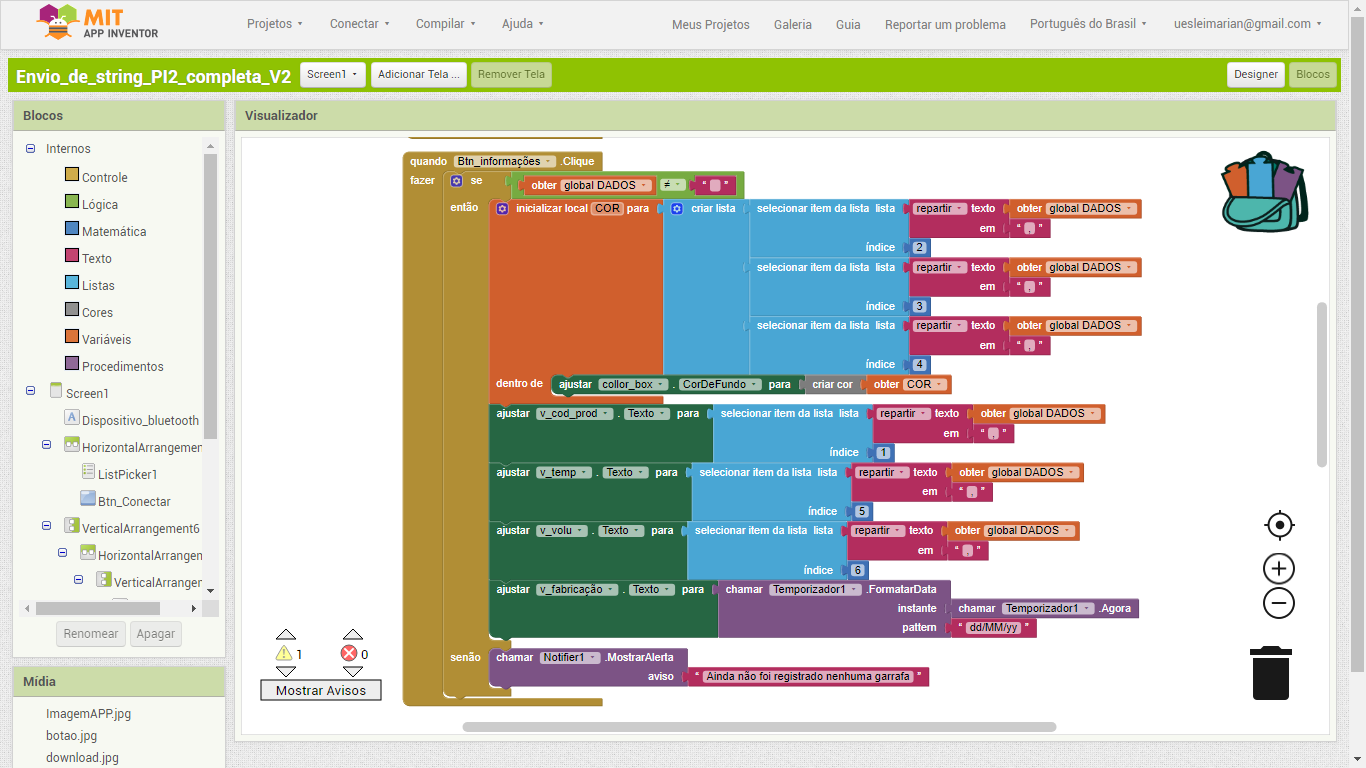 MIT
APP INVENTOR
Projetos Conectar Compilar Ajuda Meus Projetos Galeria Guia Reportar um problema Português do Brasil uesleimarian@gmail.com
Envio_de_string_PI2_completa_V2 Screen1 Adicionar Tela ... Remover Tela Designer Blocos
Blocos
Internos
Controle
Lógica
Matemática
Texto
Listas
Cores
Variáveis
Procedimentos
Screen1
Dispositivo_bluetooth
HorizontalArrangemen
ListPicker1
Btn_Conectar
VerticalArrangement6
HorizontalArrangemen
VerticalArrangen
Renomear Apagar
Mídia
ImagemAPP.jpg
botao.jpg
download.jpg
Visualizador
quando Btn_informações .Clique
fazer se obter global DADOS ≠ " "
então inicializar local COR para criar lista selecionar item da lista lista repartir texto obter global DADOS
em " , "
índice 2
selecionar item da lista lista repartir texto obter global DADOS
em " , "
índice 3
selecionar item da lista lista repartir texto obter global DADOS
em " , "
índice 4
dentro de ajustar collor_box . CorDeFundo para criar cor obter COR
ajustar v_cod_prod . Texto para selecionar item da lista lista repartir texto obter global DADOS
em " , "
índice 1
ajustar v_temp . Texto para selecionar item da lista lista repartir texto obter global DADOS
em " , "
índice 5
ajustar v_volu . Texto para selecionar item da lista lista repartir texto obter global DADOS
em " , "
índice 6
ajustar v_fabricação . Texto para chamar Temporizador1 .FormatarData
instante chamar Temporizador1 .Agora
pattern " dd/MM/yy "
senão chamar Notifier1 .MostrarAlerta
aviso " Ainda não foi registrado nenhuma garrafa "
1 0
Mostrar Avisos